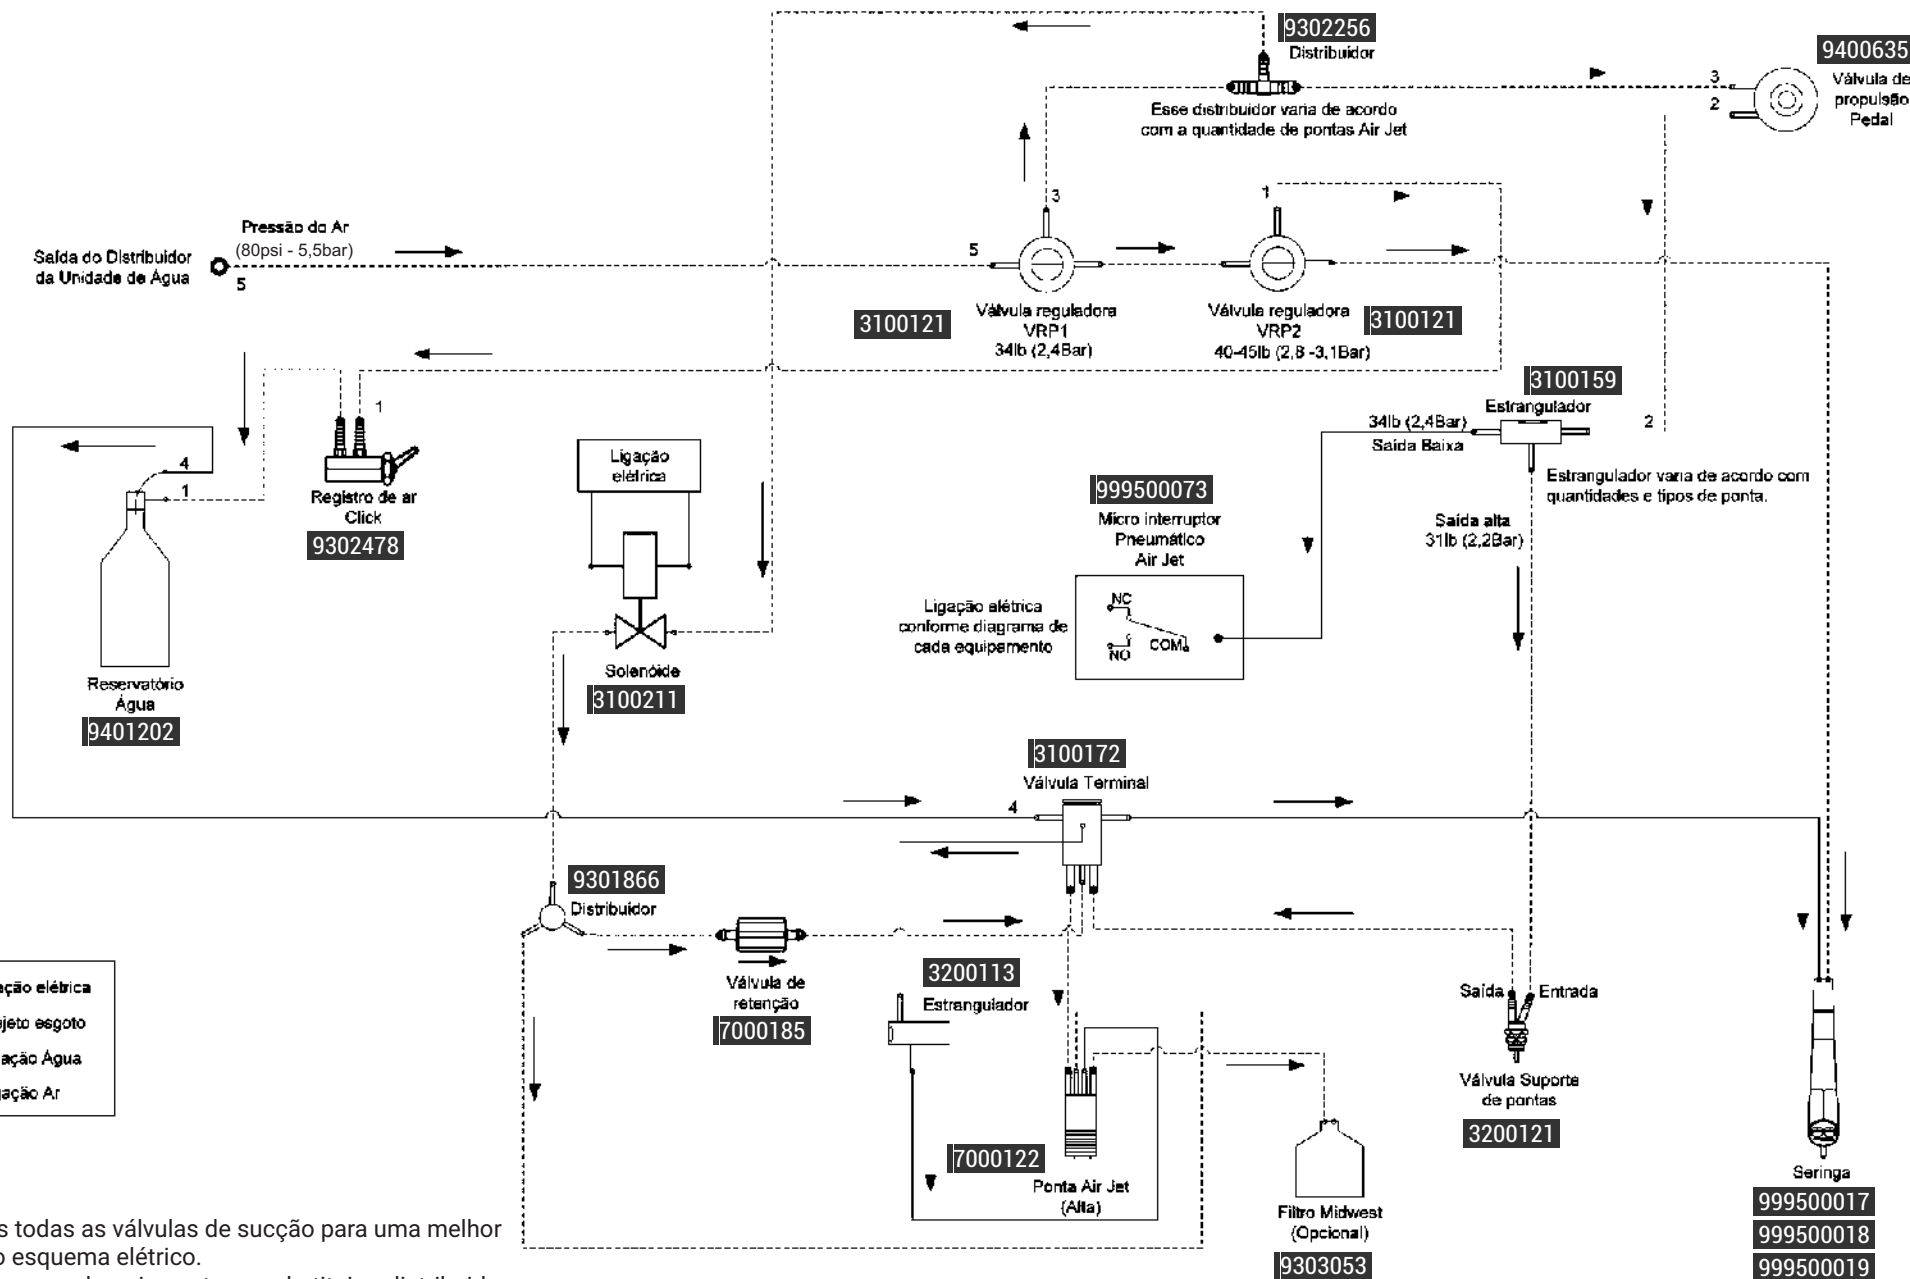 9302256
Distribuidor
Esse distribuidor varia de acordo
com a quantidade de pontas Air Jet
9400635
3
2
Válvula de
propulsão
Pedal
Pressão do Ar
(80psi - 5,5bar)
Saída do Distribuidor
da Unidade de Água
5
5
3
1
3100121
Válvula reguladora
VRP1
34lb (2,4Bar)
Válvula reguladora
VRP2
40-45lb (2,8 -3,1Bar)
3100121
1
Registro de ar
Click
9302478
4
1
Reservatório
Água
9401202
Ligação
elétrica
Solenóide
3100211
3100159
Estrangulador
34lb (2,4Bar)
Saída Baixa
2
Estrangulador varia de acordo com
quantidades e tipos de ponta.
Saída alta
31lb (2,2Bar)
999500073
Micro interruptor
Pneumático
Air Jet
Ligação elétrica
conforme diagrama de
cada equipamento
NC
NO
COM
3100172
Válvula Terminal
4
9301866
Distribuidor
Válvula de
retenção
7000185
3200113
Estrangulador
7000122
Ponta Air Jet
(Alta)
Filtro Midwest
(Opcional)
9303053
Saída
Entrada
Válvula Suporte
de pontas
3200121
Seringa
999500017
999500018
999500019
ação elétrica
jeto esgoto
ação Água
gação Ar
s todas as válvulas de sucção para uma melhor
o esquema elétrico.